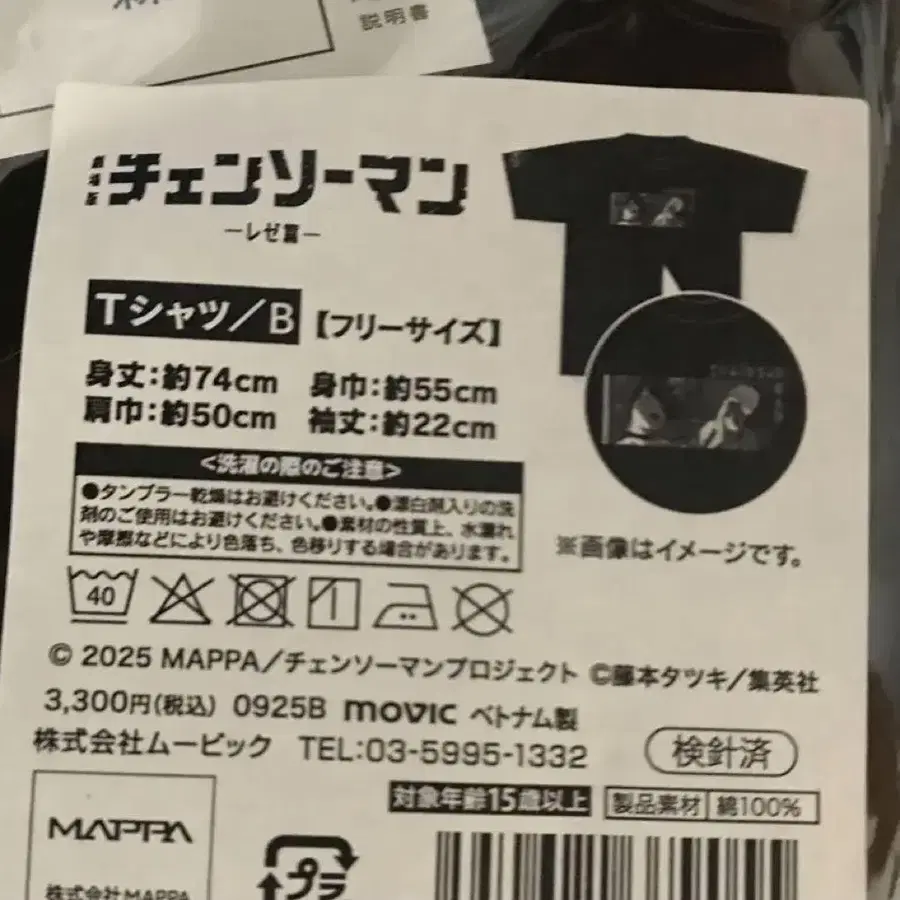 説明書
劇場版 チェンソーマン
ーレゼ篇ー
Tシャツ/B 【フリーサイズ】
身丈:約74cm 身巾:約55cm
肩巾:約50cm 袖丈:約22cm
<洗濯の際のご注意>
●タンブラー乾燥はお避けください。●漂白剤入りの洗
剤のご使用はお避けください。●素材の性質上、水濡れ
や摩擦などにより色落ち、色移りする場合があります。
※画像はイメージです。
40
© 2025 MAPPA/チェンソーマンプロジェクト ©藤本タツキ/集英社
3,300円(税込) 0925B movic ベトナム製
株式会社ムービック TEL:03-5995-1332
検針済
対象年齢15歳以上 製品素材 綿100%
MAPPA
株式会社MAPPA
プラ